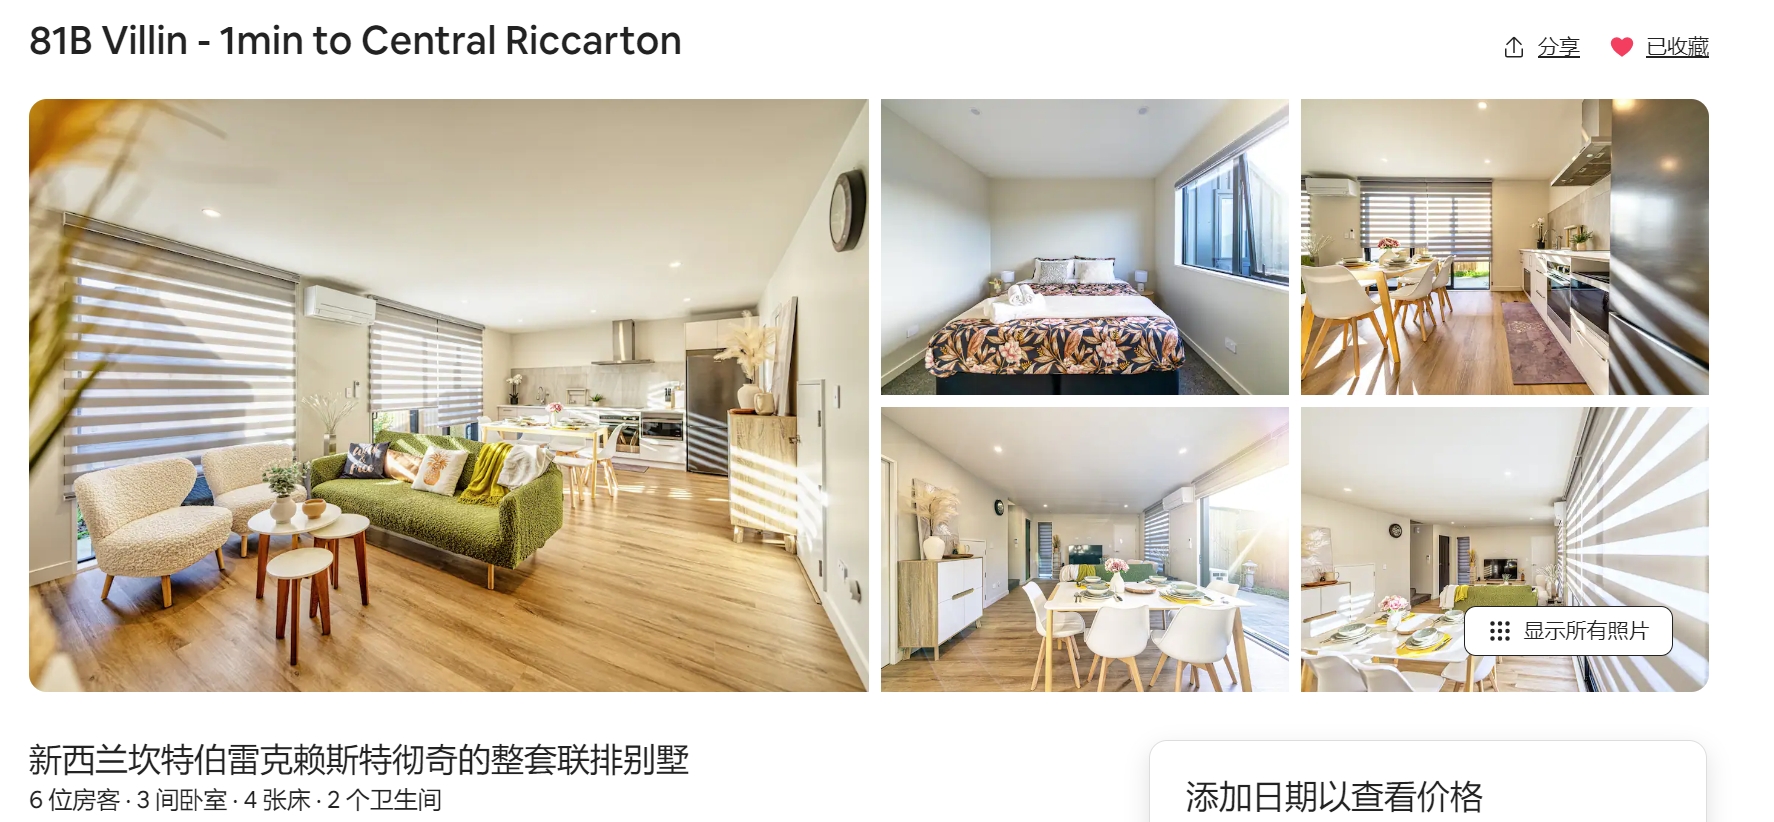 81B Villin - 1min to Central Riccarton
分享
已收藏
显示所有照片
新西兰坎特伯雷克赖斯特彻奇的整套联排别墅
6 位房客 · 3 间卧室 · 4 张床 · 2 个卫生间
添加日期以查看价格